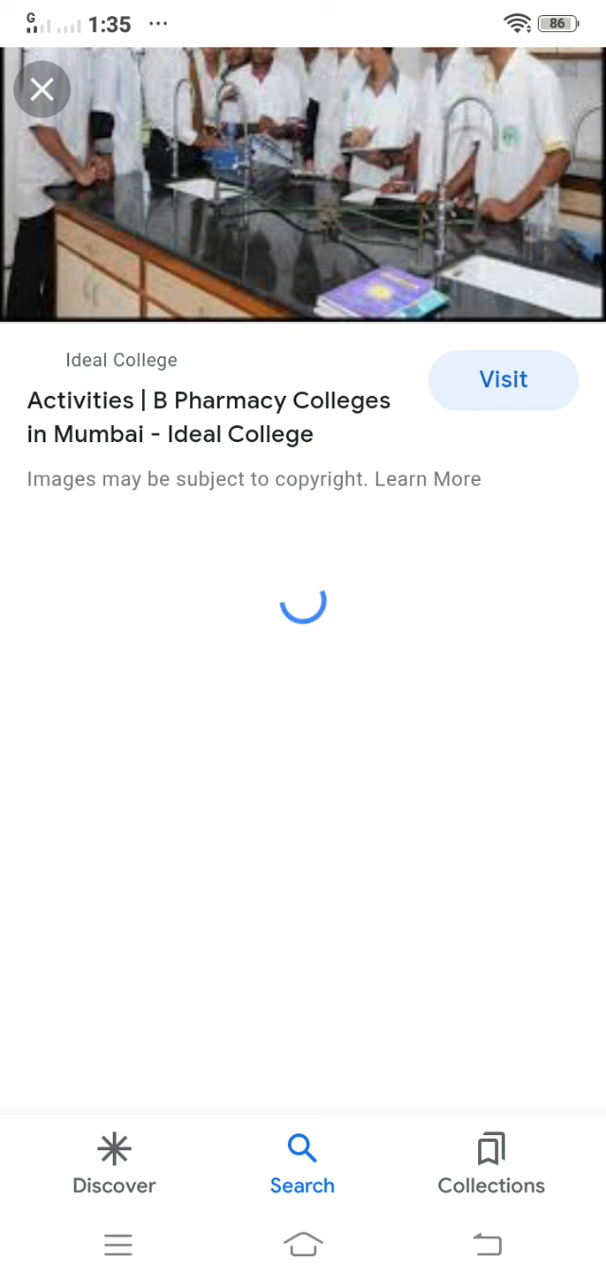 G 1:35 ... 86
Ideal College
Visit
Activities | B Pharmacy Colleges
in Mumbai - Ideal College
Images may be subject to copyright. Learn More
Discover
Search
Collections